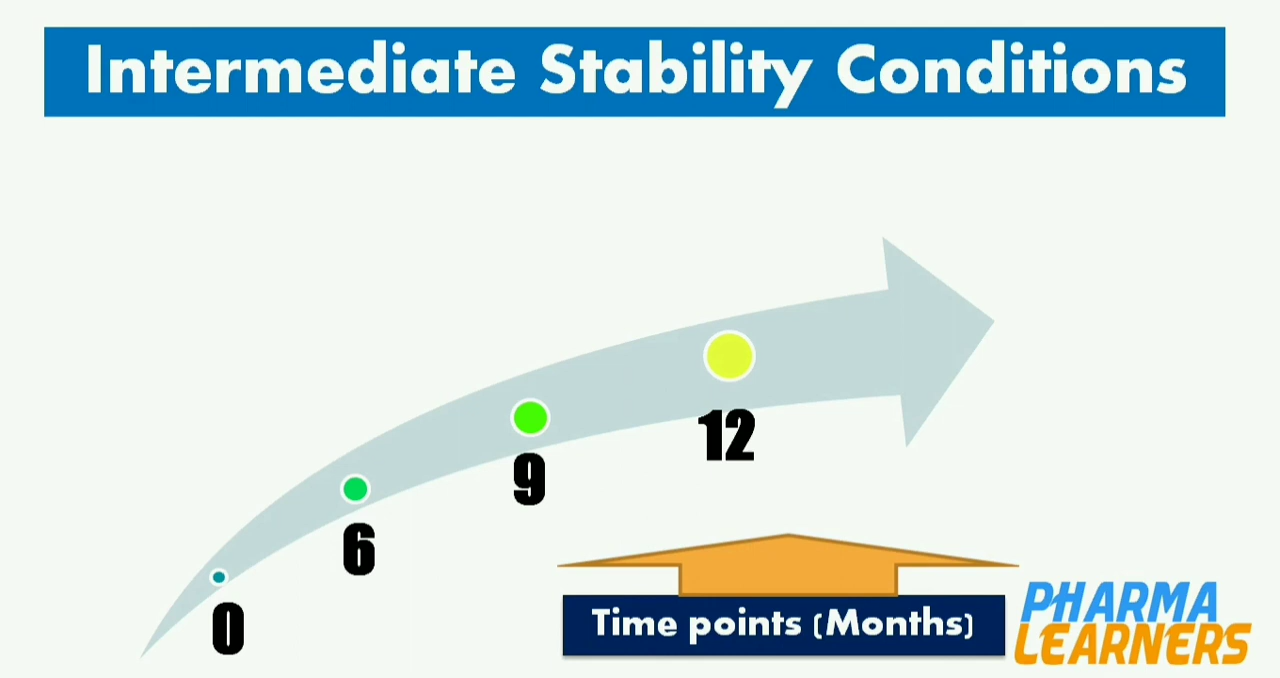 Intermediate Stability Conditions
0
6
9
12
Time points (Months)
PHARMA
LEARNERS